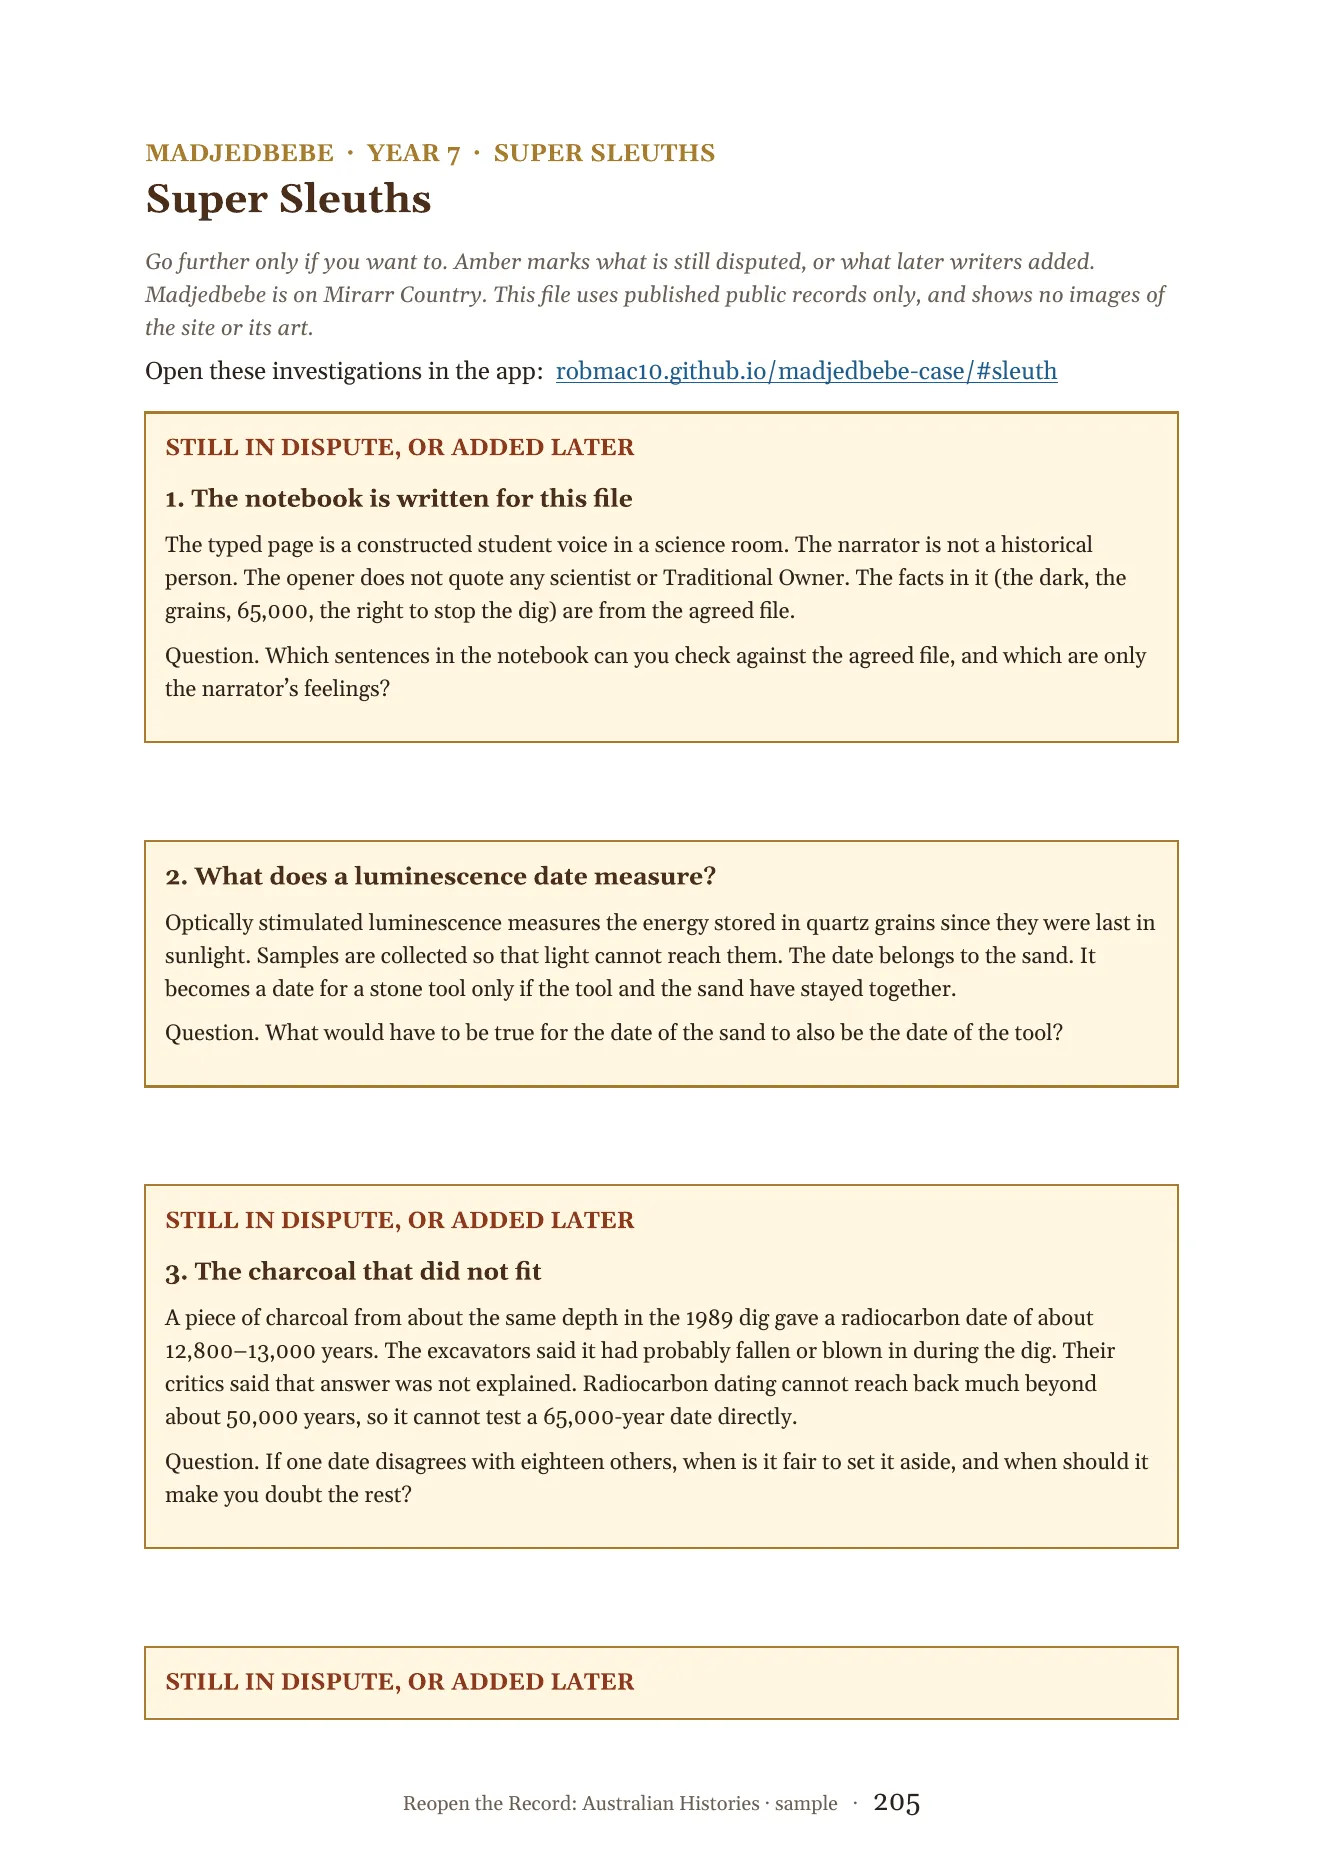 MADJEDBEBE · YEAR 7 · SUPER SLEUTHS
Super Sleuths
Go further only if you want to. Amber marks what is still disputed, or what later writers added.
Madjedbebe is on Mirarr Country. This file uses published public records only, and shows no images of
the site or its art.
Open these investigations in the app: robmac10.github.io/madjedbebe-case/#sleuth
STILL IN DISPUTE, OR ADDED LATER
1. The notebook is written for this file
The typed page is a constructed student voice in a science room. The narrator is not a historical
person. The opener does not quote any scientist or Traditional Owner. The facts in it (the dark, the
grains, 65,000, the right to stop the dig) are from the agreed file.
Question. Which sentences in the notebook can you check against the agreed file, and which are only
the narrator’s feelings?
2. What does a luminescence date measure?
Optically stimulated luminescence measures the energy stored in quartz grains since they were last in
sunlight. Samples are collected so that light cannot reach them. The date belongs to the sand. It
becomes a date for a stone tool only if the tool and the sand have stayed together.
Question. What would have to be true for the date of the sand to also be the date of the tool?
STILL IN DISPUTE, OR ADDED LATER
3. The charcoal that did not fit
A piece of charcoal from about the same depth in the 1989 dig gave a radiocarbon date of about
12,800–13,000 years. The excavators said it had probably fallen or blown in during the dig. Their
critics said that answer was not explained. Radiocarbon dating cannot reach back much beyond
about 50,000 years, so it cannot test a 65,000-year date directly.
Question. If one date disagrees with eighteen others, when is it fair to set it aside, and when should it
make you doubt the rest?
STILL IN DISPUTE, OR ADDED LATER
Reopen the Record: Australian Histories · sample · 205